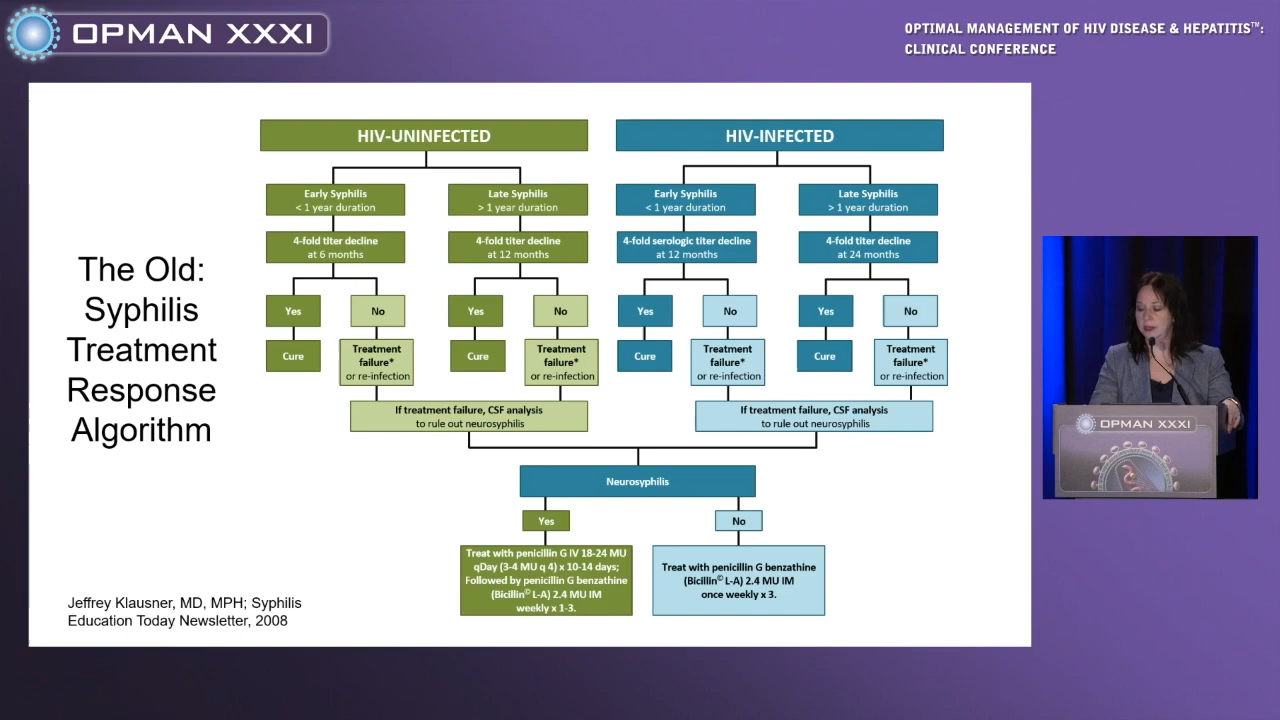 OPMAN XXXI
OPTIMAL MANAGEMENT OF HIV DISEASE & HEPATITIS™:
CLINICAL CONFERENCE
The Old:
Syphilis
Treatment
Response
Algorithm
HIV-UNINFECTED
HIV-INFECTED
Early Syphilis
< 1 year duration
Late Syphilis
> 1 year duration
Early Syphilis
< 1 year duration
Late Syphilis
> 1 year duration
4-fold titer decline
at 6 months
4-fold titer decline
at 12 months
4-fold serologic titer decline
at 12 months
4-fold titer decline
at 24 months
Yes
No
Yes
No
Yes
No
Yes
No
Cure
Treatment
failure*
or re-infection
Cure
Treatment
failure*
or re-infection
Cure
Treatment
failure*
or re-infection
Cure
Treatment
failure*
or re-infection
If treatment failure, CSF analysis
to rule out neurosyphilis
If treatment failure, CSF analysis
to rule out neurosyphilis
Neurosyphilis
Yes
No
Treat with penicillin G IV 18-24 MU
qDay (3-4 MU q 4) x 10-14 days;
Followed by penicillin G benzathine
(Bicillin© L-A) 2.4 MU IM
weekly x 1-3.
Treat with penicillin G benzathine
(Bicillin© L-A) 2.4 MU IM
once weekly x 3.
Jeffrey Klausner, MD, MPH; Syphilis
Education Today Newsletter, 2008
OPMAN XXXI